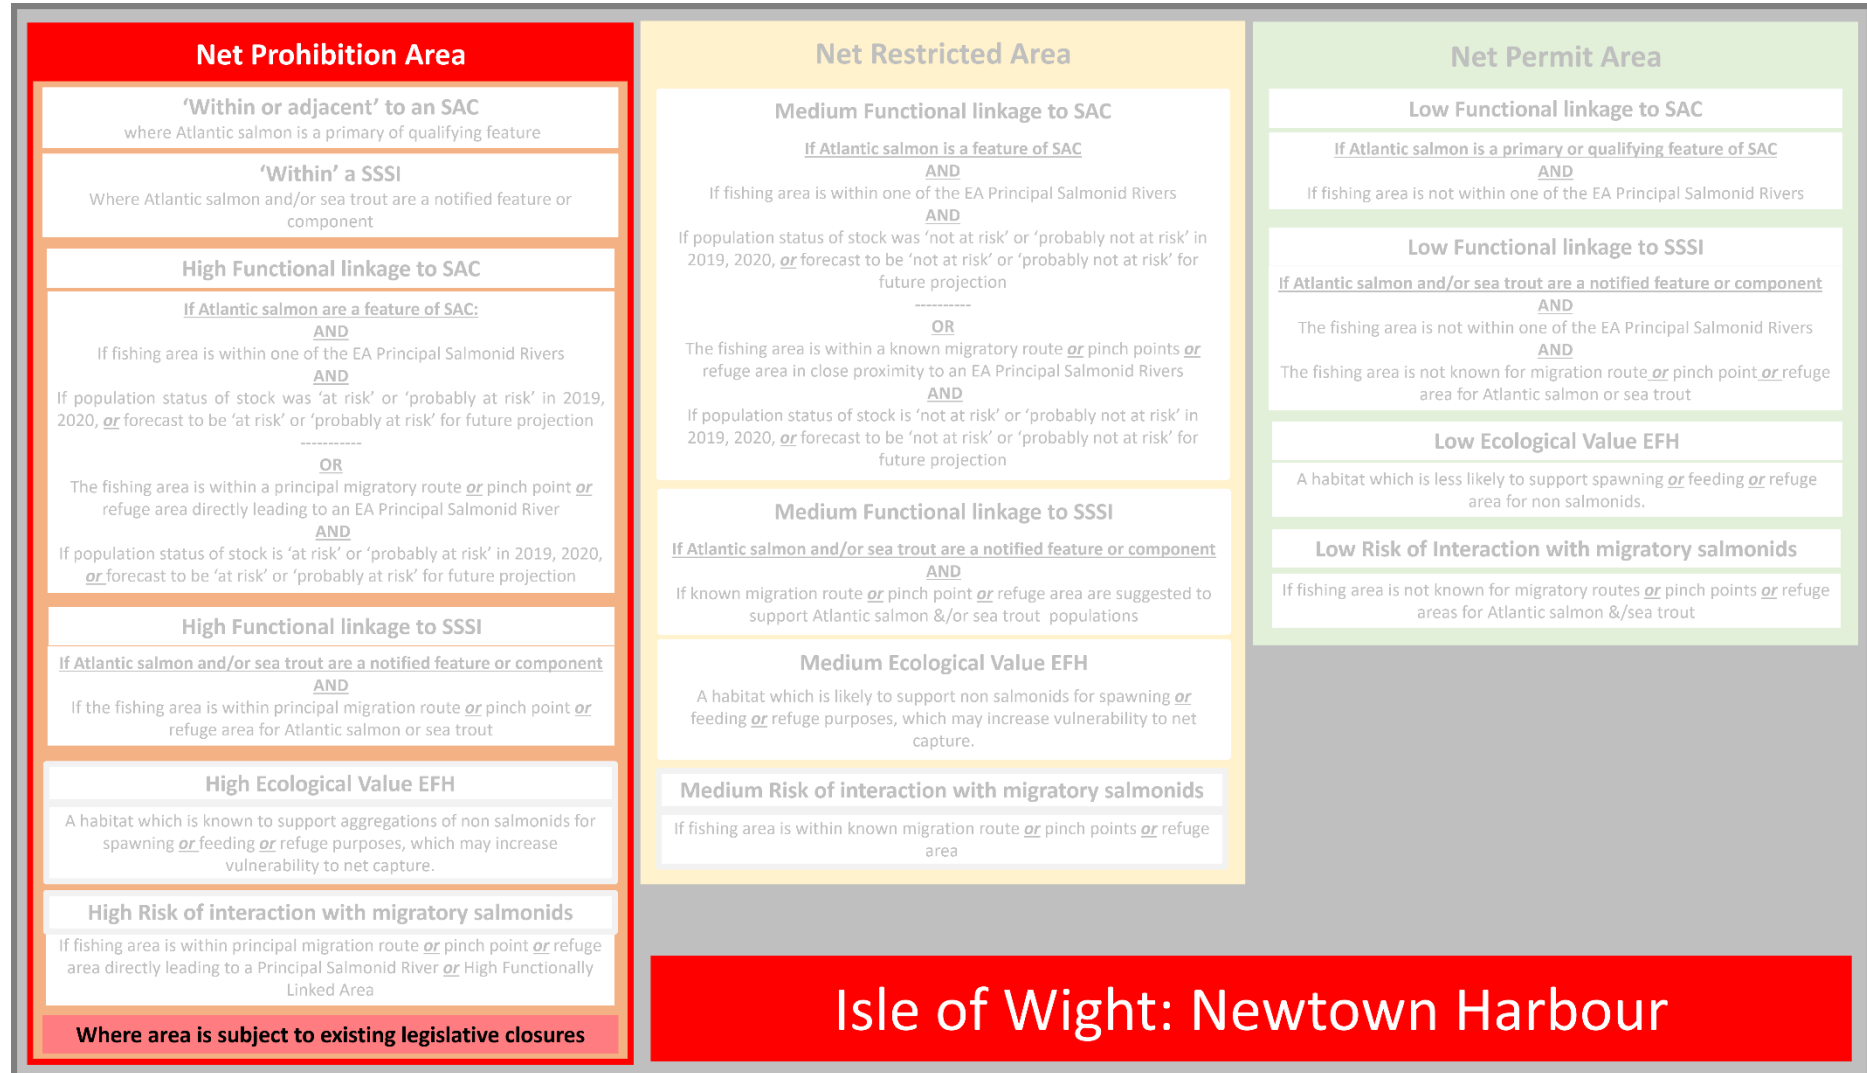 Net Prohibition Area
‘Within or adjacent’ to an SAC
where Atlantic salmon is a primary of qualifying feature
‘Within’ a SSSI
Where Atlantic salmon and/or sea trout are a notified feature or
component
High Functional linkage to SAC
If Atlantic salmon are a feature of SAC:
AND
If fishing area is within one of the EA Principal Salmonid Rivers
AND
If population status of stock was ‘at risk’ or ‘probably at risk’ in 2019,
2020, or forecast to be ‘at risk’ or ‘probably at risk’ for future projection
-----------
OR
The fishing area is within a principal migratory route or pinch point or
refuge area directly leading to an EA Principal Salmonid River
AND
If population status of stock is ‘at risk’ or ‘probably at risk’ in 2019, 2020,
or forecast to be ‘at risk’ or ‘probably at risk’ for future projection
High Functional linkage to SSSI
If Atlantic salmon and/or sea trout are a notified feature or component
AND
If the fishing area is within principal migration route or pinch point or
refuge area for Atlantic salmon or sea trout
High Ecological Value EFH
A habitat which is known to support aggregations of non salmonids for
spawning or feeding or refuge purposes, which may increase
vulnerability to net capture.
High Risk of interaction with migratory salmonids
If fishing area is within principal migration route or pinch point or refuge
area directly leading to a Principal Salmonid River or High Functionally
Linked Area
Where area is subject to existing legislative closures
Net Restricted Area
Medium Functional linkage to SAC
If Atlantic salmon is a feature of SAC
AND
If fishing area is within one of the EA Principal Salmonid Rivers
AND
If population status of stock was ‘not at risk’ or ‘probably not at risk’ in
2019, 2020, or forecast to be ‘not at risk’ or ‘probably not at risk’ for
future projection
----------
OR
The fishing area is within a known migratory route or pinch points or
refuge area in close proximity to an EA Principal Salmonid Rivers
AND
If population status of stock is ‘not at risk’ or ‘probably not at risk’ in
2019, 2020, or forecast to be ‘not at risk’ or ‘probably not at risk’ for
future projection
Medium Functional linkage to SSSI
If Atlantic salmon and/or sea trout are a notified feature or component
AND
If known migration route or pinch point or refuge area are suggested to
support Atlantic salmon &/or sea trout populations
Medium Ecological Value EFH
A habitat which is likely to support non salmonids for spawning or
feeding or refuge purposes, which may increase vulnerability to net
capture.
Medium Risk of interaction with migratory salmonids
If fishing area is within known migration route or pinch points or refuge
area
Net Permit Area
Low Functional linkage to SAC
If Atlantic salmon is a primary or qualifying feature of SAC
AND
If fishing area is not within one of the EA Principal Salmonid Rivers
Low Functional linkage to SSSI
If Atlantic salmon and/or sea trout are a notified feature or component
AND
The fishing area is not within one of the EA Principal Salmonid Rivers
AND
The fishing area is not known for migration route or pinch point or refuge
area for Atlantic salmon or sea trout
Low Ecological Value EFH
A habitat which is less likely to support spawning or feeding or refuge
area for non salmonids.
Low Risk of Interaction with migratory salmonids
If fishing area is not known for migratory routes or pinch points or refuge
areas for Atlantic salmon &/sea trout
Isle of Wight: Newtown Harbour